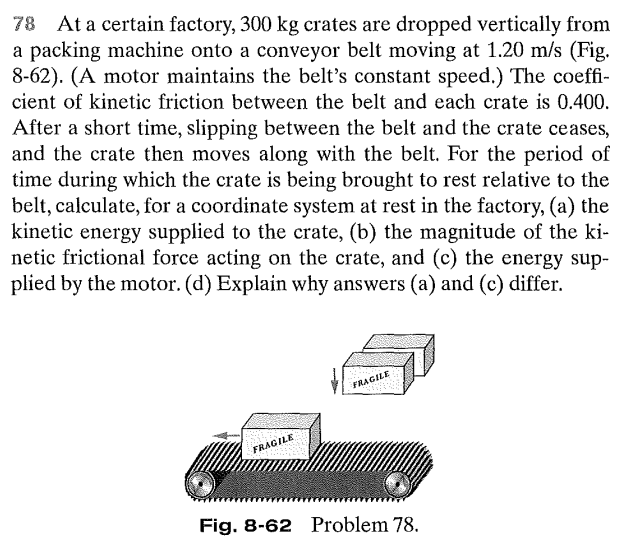 78 At a certain factory, 300 kg crates are dropped vertically from
a packing machine onto a conveyor belt moving at 1.20 m/s (Fig.
8-62). (A motor maintains the belt's constant speed.) The coeffi-
cient of kinetic friction between the belt and each crate is 0.400.
After a short time, slipping between the belt and the crate ceases,
and the crate then moves along with the belt. For the period of
time during which the crate is being brought to rest relative to the
belt, calculate, for a coordinate system at rest in the factory, (a) the
kinetic energy supplied to the crate, (b) the magnitude of the ki-
netic frictional force acting on the crate, and (c) the energy sup-
plied by the motor. (d) Explain why answers (a) and (c) differ.
FRAGILE
FRAGILE
Fig. 8-62 Problem 78.